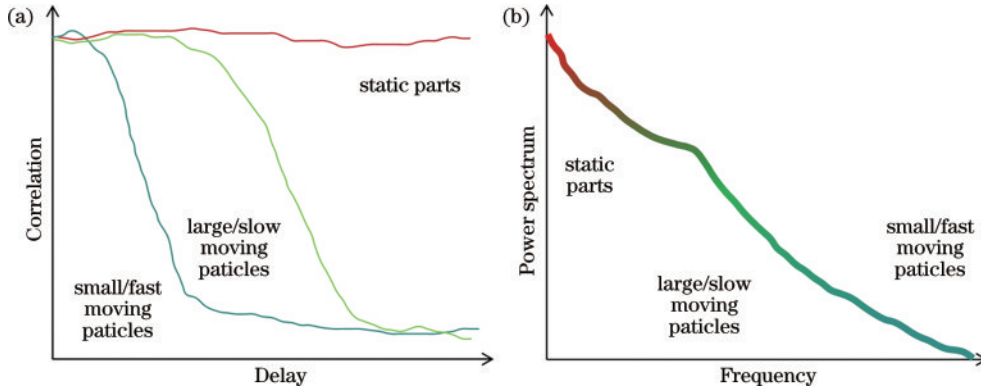 (a)
Correlation
static parts
large/slow
moving
paticles
small/fast
moving
paticles
Delay
(b)
Power spectrum
static
parts
small/fast
moving
paticles
large/slow
moving
paticles
Frequency